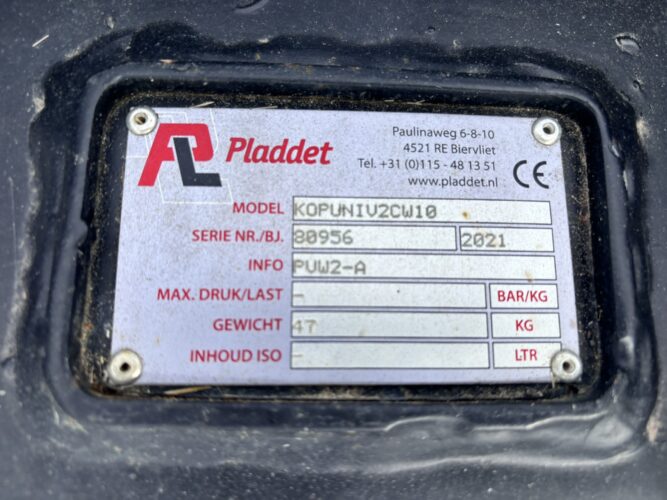 PL Pladdet
Paulinaweg 6-8-10
4521 RE Biervliet
Tel. +31 (0)115 - 48 13 51
www.pladdet.nl
CE
MODEL KOPUNIV2CW10
SERIE NR./BJ. 80956 2021
INFO PUW2-A
MAX. DRUK/LAST - BAR/KG
GEWICHT 47 KG
INHOUD ISO - LTR